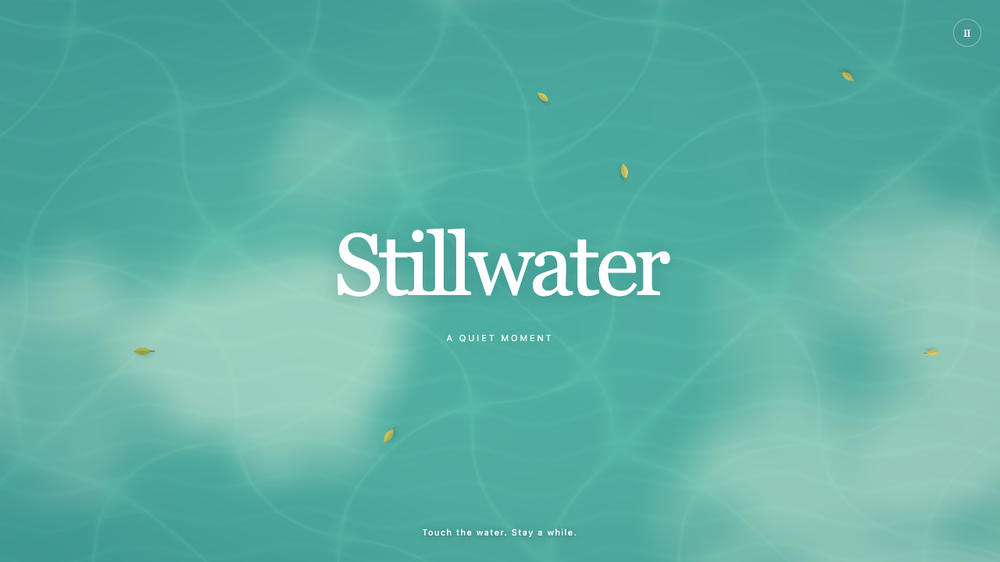 Stillwater
A QUIET MOMENT
Touch the water. Stay a while.